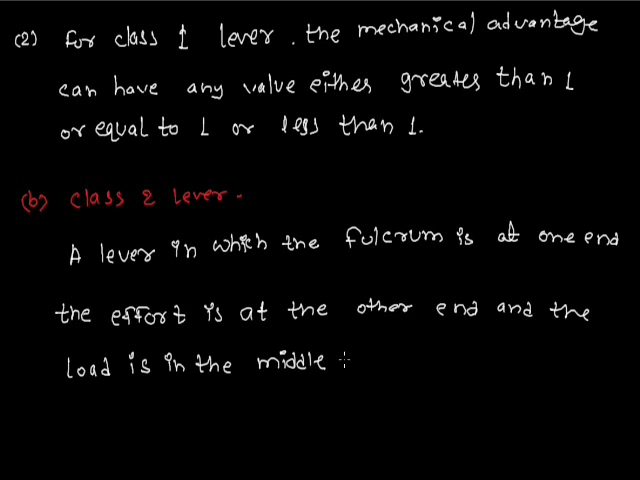 (2) For class 1 lever. the mechanical advantage
can have any value either greater than 1
or equal to 1 or less than 1.
(b) class 2 lever.
A lever in which the fulcrum is at one end
the effort is at the other end and the
load is in the middle